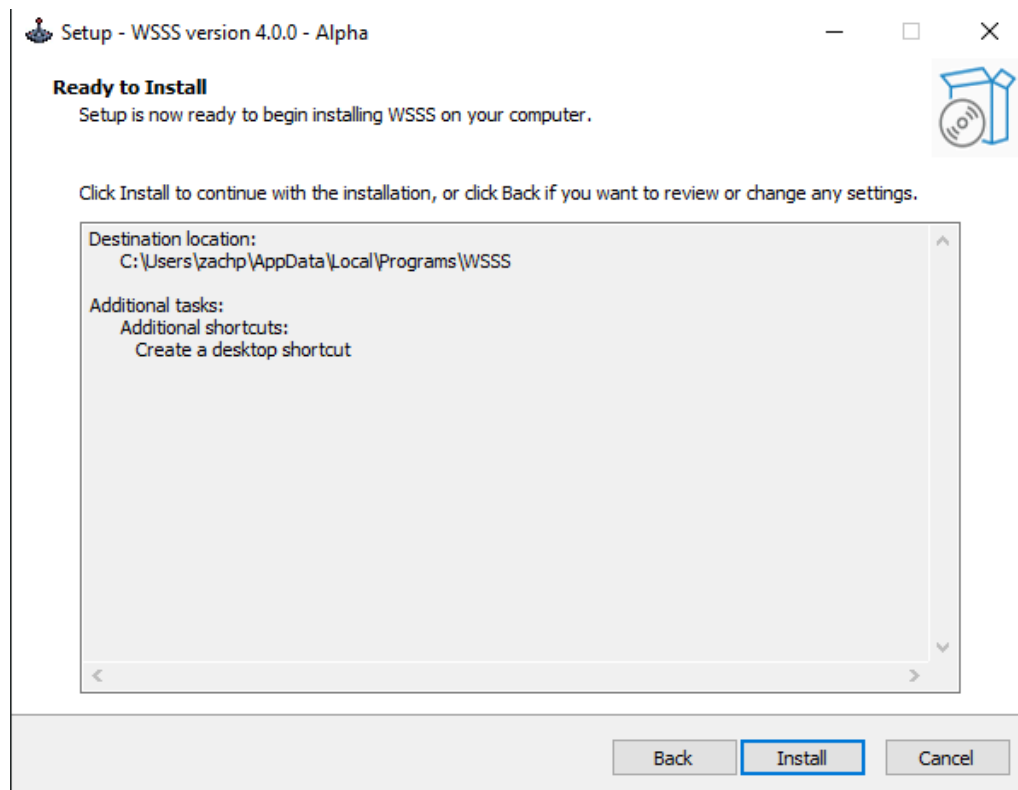 Setup - WSSS version 4.0.0 - Alpha
Ready to Install
Setup is now ready to begin installing WSSS on your computer.
Click Install to continue with the installation, or click Back if you want to review or change any settings.
Destination location:
C:\Users\zachp\AppData\Local\Programs\WSSS
Additional tasks:
Additional shortcuts:
Create a desktop shortcut
Back
Install
Cancel